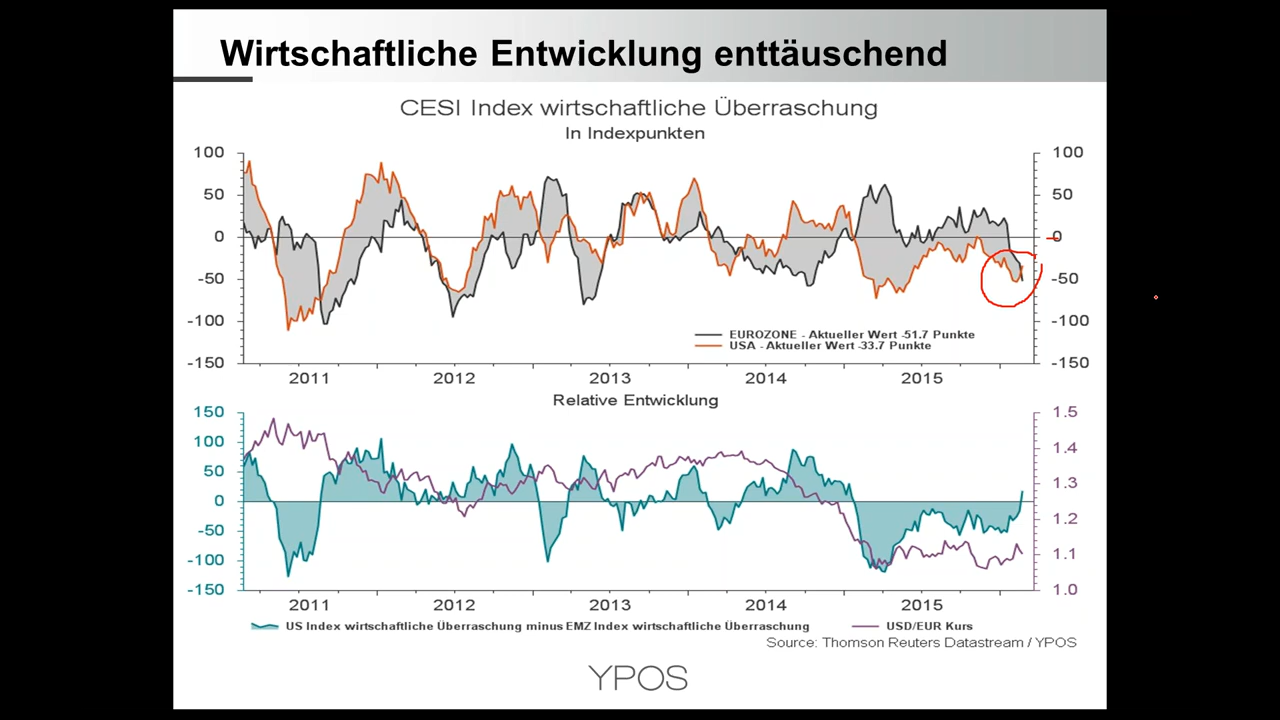 Wirtschaftliche Entwicklung enttäuschend
CESI Index wirtschaftliche Überraschung
In Indexpunkten
100 100
50 50
0 0
-50 -50
-100 -100
-150 -150
EUROZONE - Aktueller Wert -51.7 Punkte
USA - Aktueller Wert -33.7 Punkte
2011 2012 2013 2014 2015
Relative Entwicklung
150 1.5
100 1.4
50 1.3
0 1.2
-50 1.1
-100 1.0
-150
2011 2012 2013 2014 2015
US Index wirtschaftliche Überraschung minus EMZ Index wirtschaftliche Überraschung USD/EUR Kurs
Source: Thomson Reuters Datastream / YPOS
YPOS